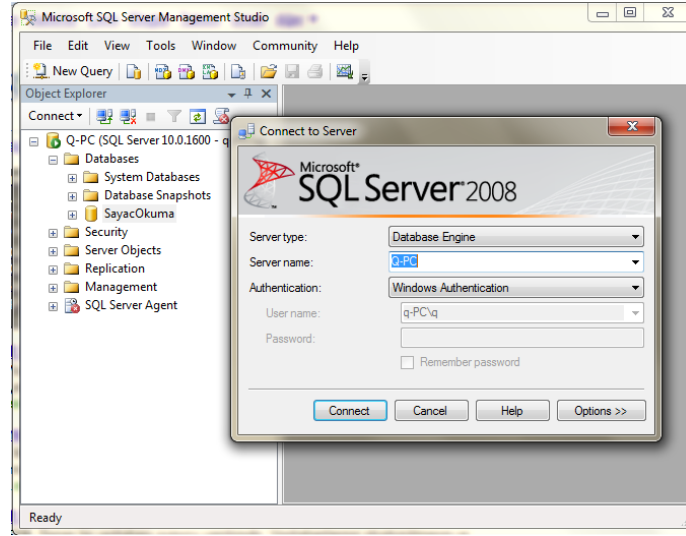 Microsoft SQL Server Management Studio
File Edit View Tools Window Community Help
New Query
Object Explorer
Connect
Q-PC (SQL Server 10.0.1600 - q
Databases
System Databases
Database Snapshots
SayacOkuma
Security
Server Objects
Replication
Management
SQL Server Agent
Connect to Server
Microsoft®
SQL Server®2008
Server type: Database Engine
Server name: Q-PC
Authentication: Windows Authentication
User name: q-PC\q
Password:
Remember password
Connect Cancel Help Options >>
Ready